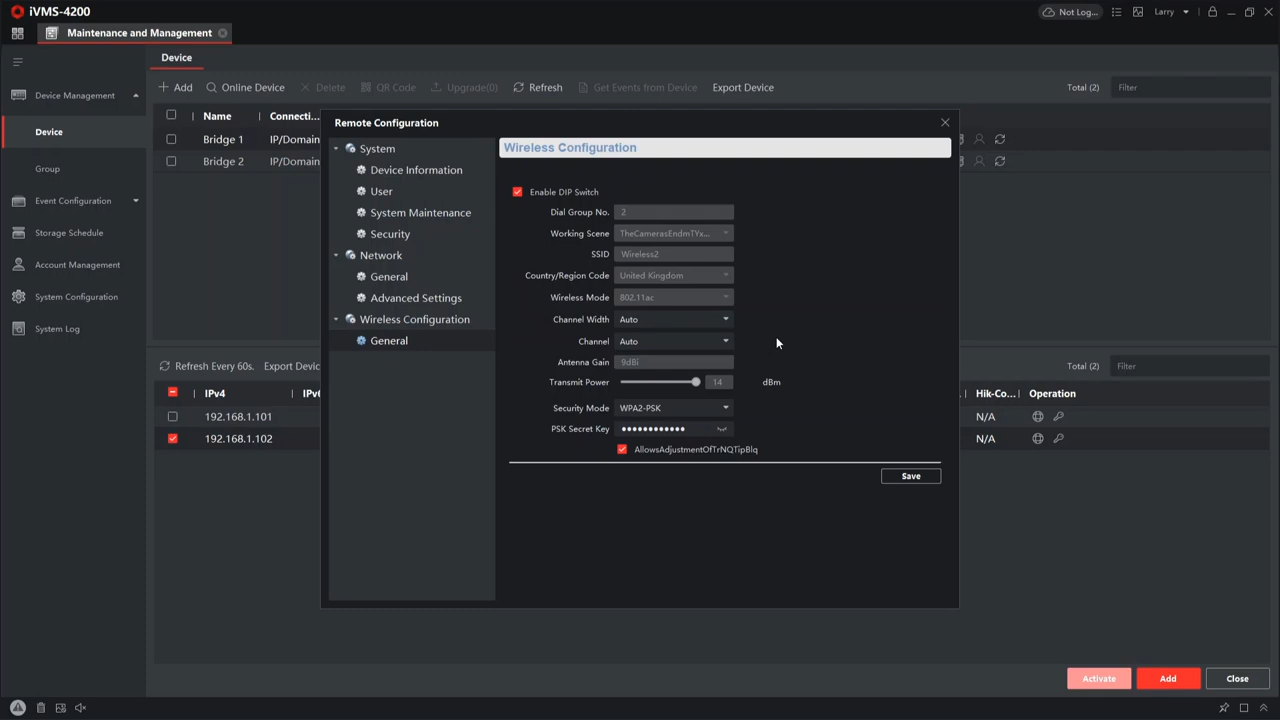 iVMS-4200
Not Log...
Larry
Maintenance and Management
Device
Device Management
Device
Group
Event Configuration
Storage Schedule
Account Management
System Configuration
System Log
Add
Online Device
Delete
QR Code
Upgrade(0)
Refresh
Get Events from Device
Export Device
Total (2)
Filter
Name
Connecti...
Bridge 1
IP/Domain
Bridge 2
IP/Domain
Remote Configuration
System
Device Information
User
System Maintenance
Security
Network
General
Advanced Settings
Wireless Configuration
General
Wireless Configuration
Enable DIP Switch
Dial Group No. 2
Working Scene TheCamerasEndmTYx...
SSID Wireless2
Country/Region Code United Kingdom
Wireless Mode 802.11ac
Channel Width Auto
Channel Auto
Antenna Gain 9dBi
Transmit Power 14 dBm
Security Mode WPA2-PSK
PSK Secret Key ••••••••••••
AllowsAdjustmentOfTrNQTipBlq
Save
Refresh Every 60s.
Export Devic
Total (2)
Filter
IPv4
IPv6
Hik-Co...
Operation
192.168.1.101
N/A
192.168.1.102
N/A
Activate
Add
Close